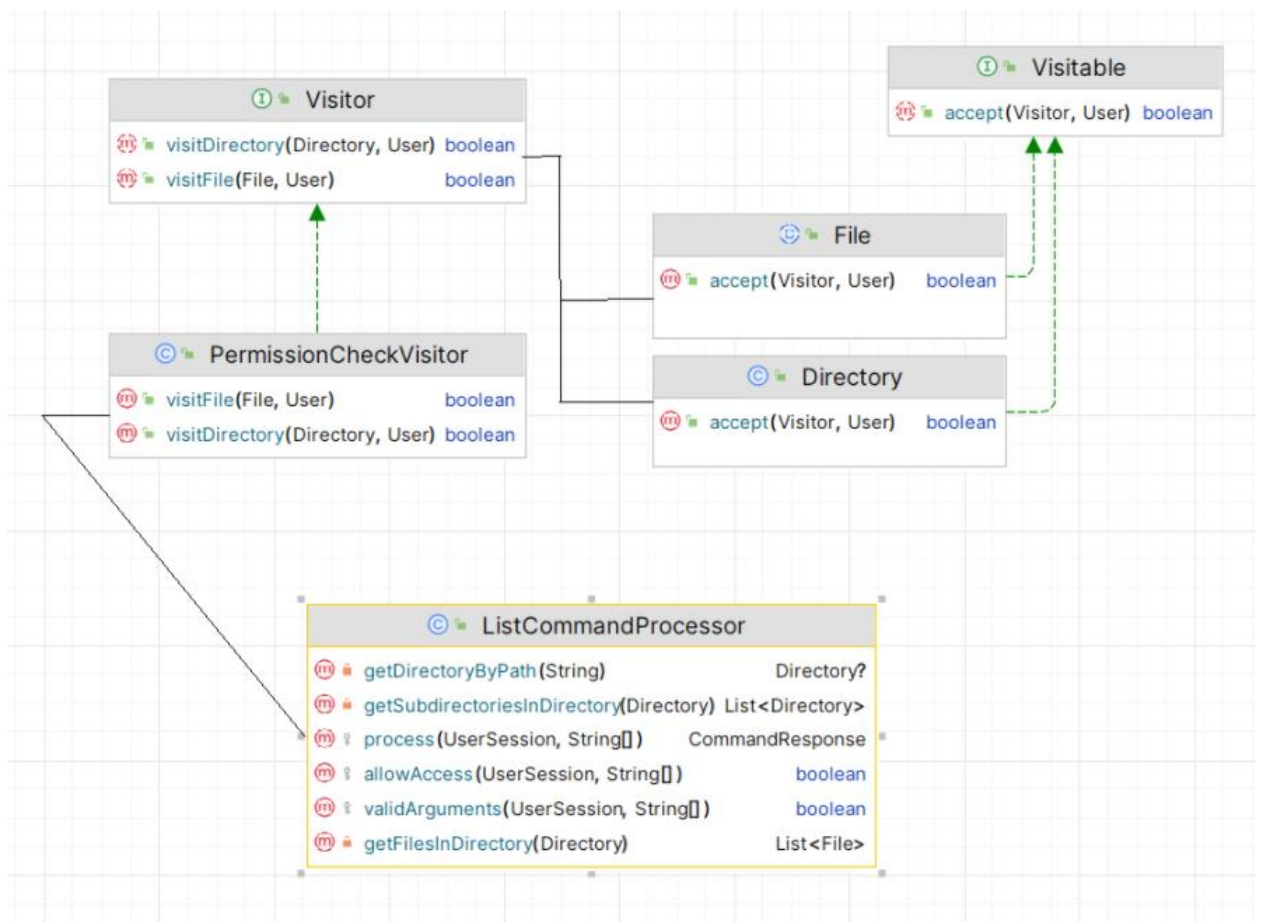 Visitor
visitDirectory(Directory, User) boolean
visitFile(File, User) boolean
Visitable
accept(Visitor, User) boolean
File
accept(Visitor, User) boolean
PermissionCheckVisitor
visitFile(File, User) boolean
visitDirectory(Directory, User) boolean
Directory
accept(Visitor, User) boolean
ListCommandProcessor
getDirectoryByPath(String) Directory?
getSubdirectoriesInDirectory(Directory) List<Directory>
process(UserSession, String[]) CommandResponse
allowAccess(UserSession, String[]) boolean
validArguments(UserSession, String[]) boolean
getFilesInDirectory(Directory) List<File>